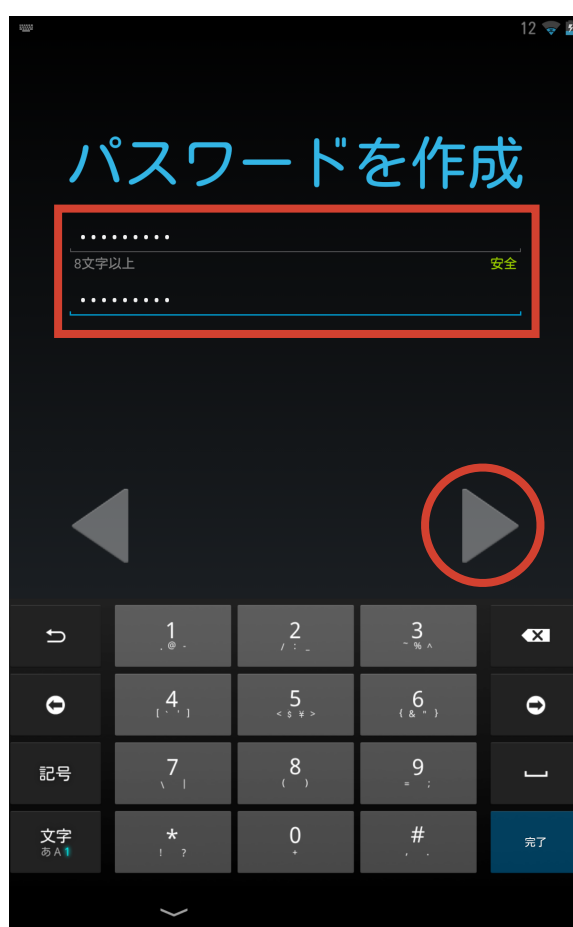 12
パスワードを作成
•••••••••
8文字以上 安全
•••••••••
1 2 3
. @ - / : _ ~ % ^
4 5 6
[ ` ' ] < $ ¥ > { & " }
記号 7 8 9
\ | ( ) = ;
文字 * 0 # 完了
あA1 ! ? + , .